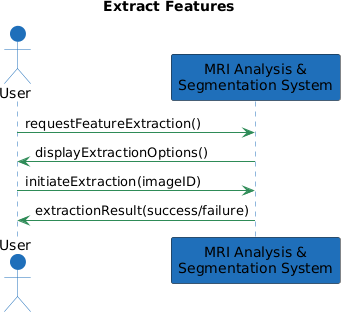 Extract Features
User
MRI Analysis &
Segmentation System
requestFeatureExtraction()
displayExtractionOptions()
initiateExtraction(imageID)
extractionResult(success/failure)
User
MRI Analysis &
Segmentation System